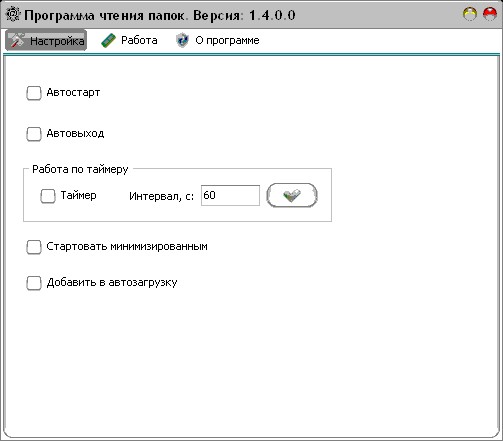 Программа чтения папок. Версия: 1.4.0.0
Настройка Работа О программе
Автостарт
Автовыход
Работа по таймеру
Таймер Интервал, с: 60
Стартовать минимизированным
Добавить в автозагрузку